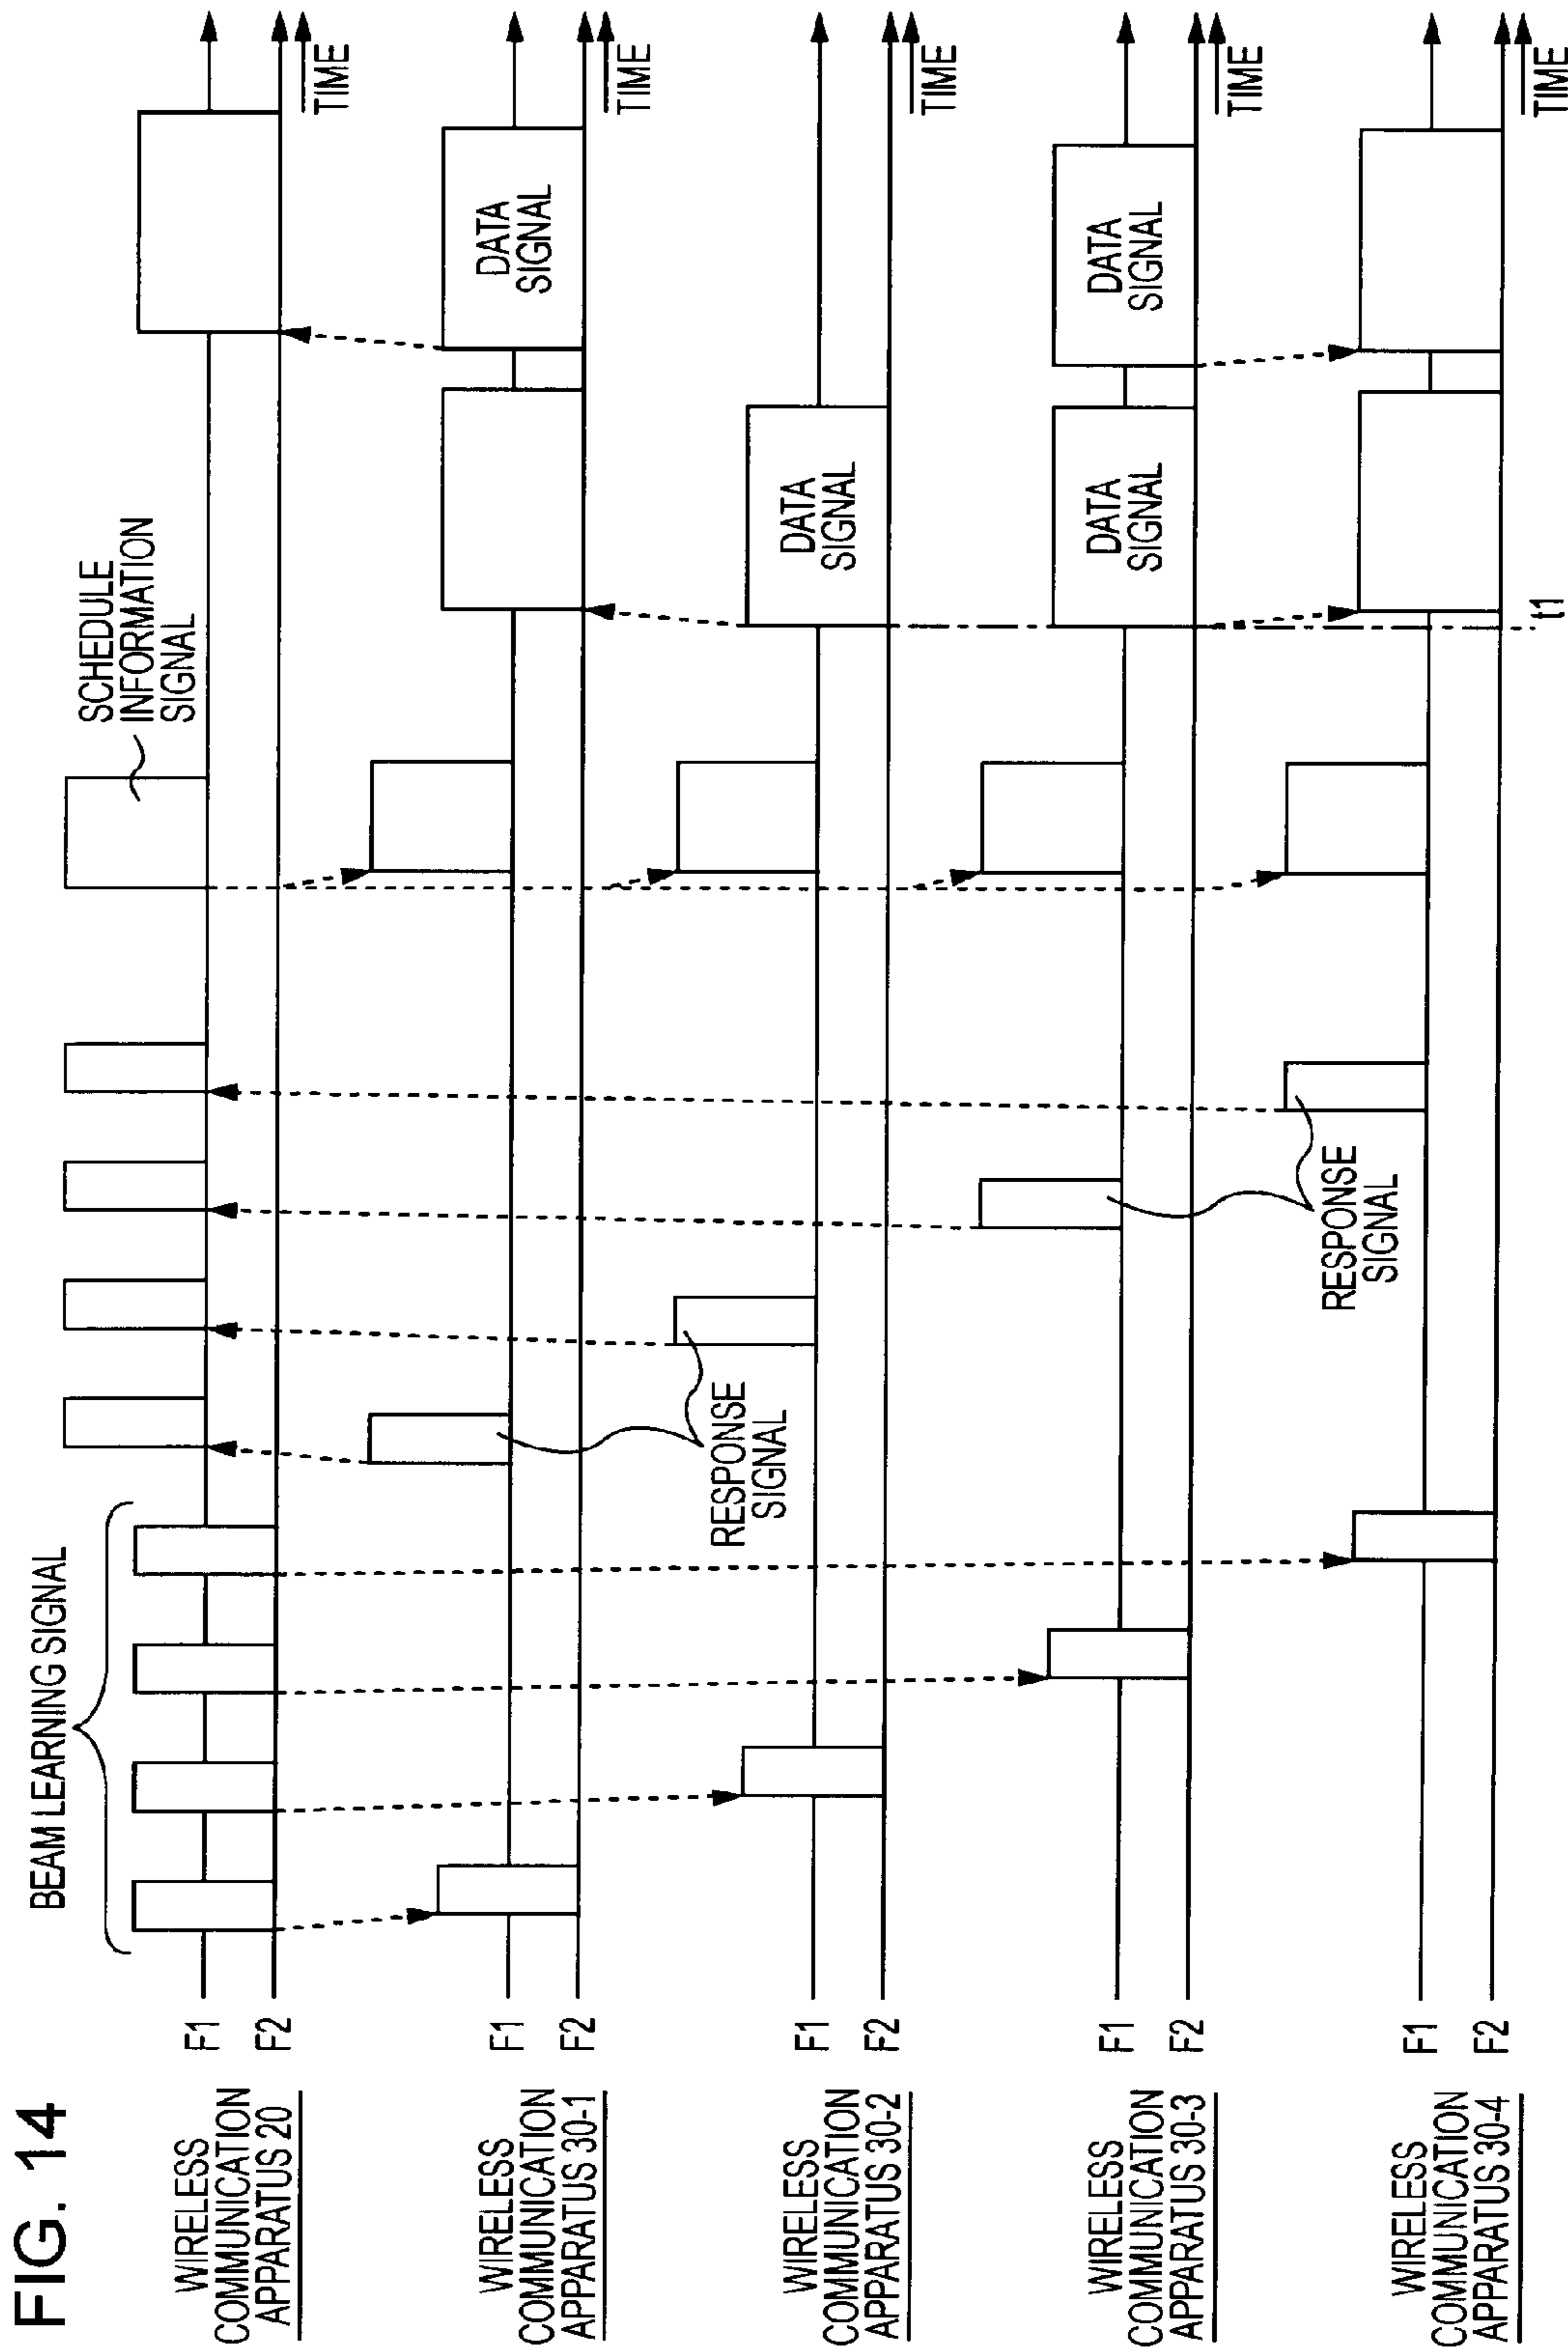 FIG. 14
BEAM LEARNING SIGNAL
SCHEDULE
INFORMATION
SIGNAL
WIRELESS
COMMUNICATION
APPARATUS 20
F1
F2
TIME
WIRELESS
COMMUNICATION
APPARATUS 30-1
F1
F2
DATA
SIGNAL
TIME
RESPONSE
SIGNAL
WIRELESS
COMMUNICATION
APPARATUS 30-2
F1
F2
DATA
SIGNAL
TIME
WIRELESS
COMMUNICATION
APPARATUS 30-3
F1
F2
DATA
SIGNAL
DATA
SIGNAL
TIME
RESPONSE
SIGNAL
WIRELESS
COMMUNICATION
APPARATUS 30-4
F1
F2
t1
TIME